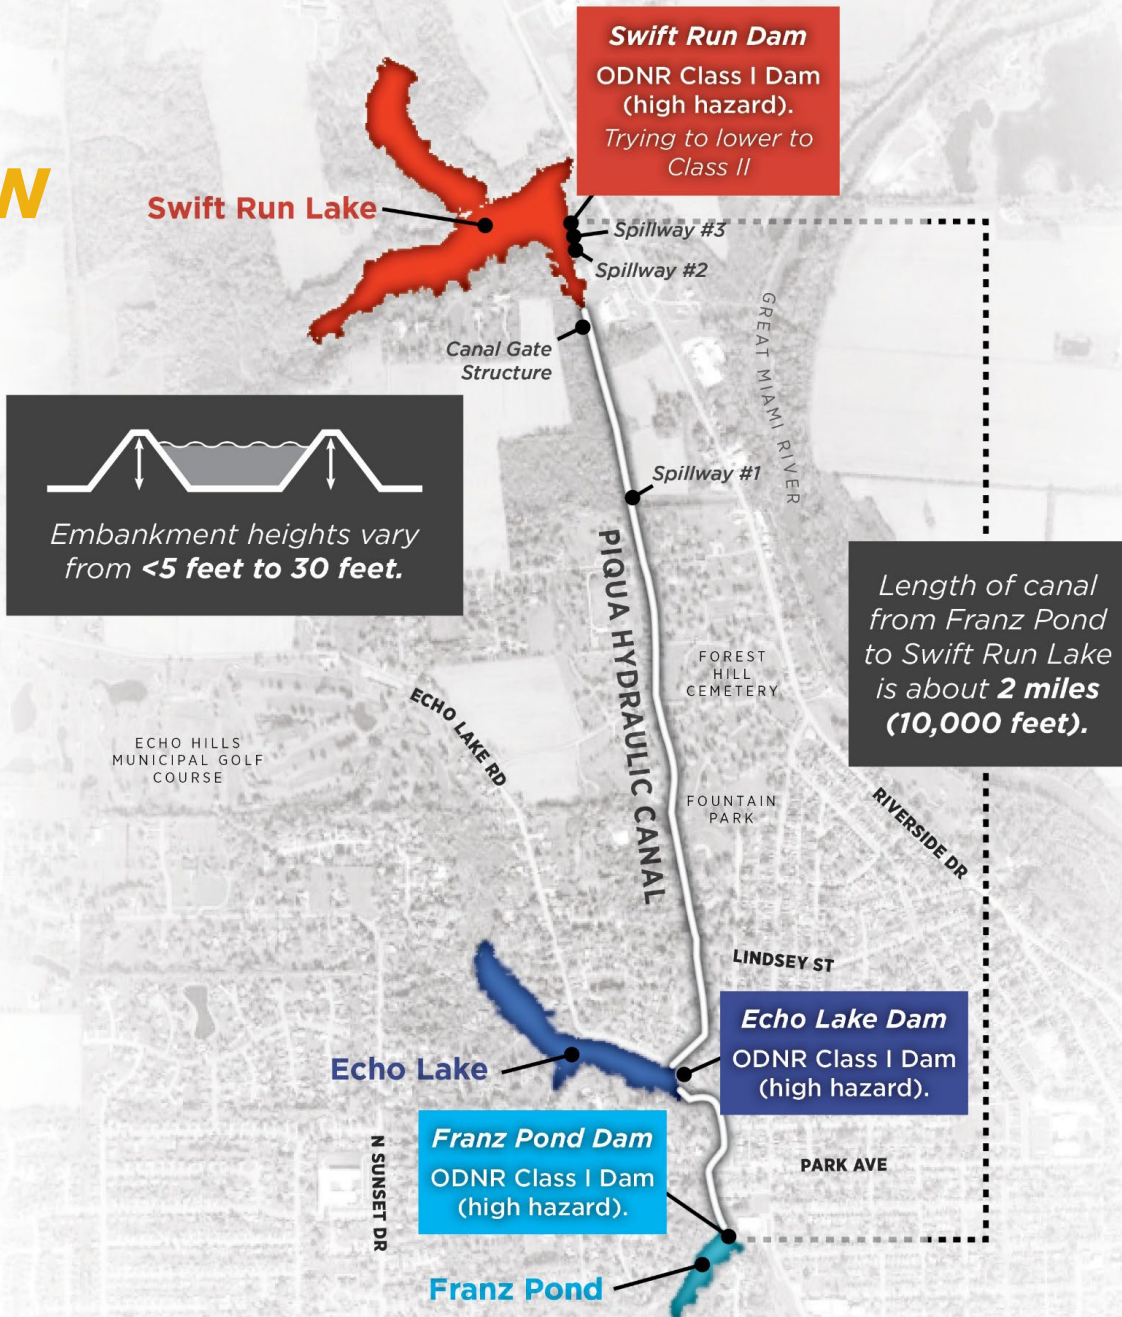 W
Swift Run Dam
ODNR Class I Dam
(high hazard).
Trying to lower to
Class II
Swift Run Lake
Spillway #3
Spillway #2
Canal Gate
Structure
GREAT MIAMI RIVER
Embankment heights vary
from <5 feet to 30 feet.
Spillway #1
PIQUA HYDRAULIC CANAL
Length of canal
from Franz Pond
to Swift Run Lake
is about 2 miles
(10,000 feet).
FOREST
HILL
CEMETERY
ECHO LAKE RD
ECHO HILLS
MUNICIPAL GOLF
COURSE
FOUNTAIN
PARK
RIVERSIDE DR
LINDSEY ST
Echo Lake Dam
ODNR Class I Dam
(high hazard).
Echo Lake
Franz Pond Dam
ODNR Class I Dam
(high hazard).
N SUNSET DR
PARK AVE
Franz Pond